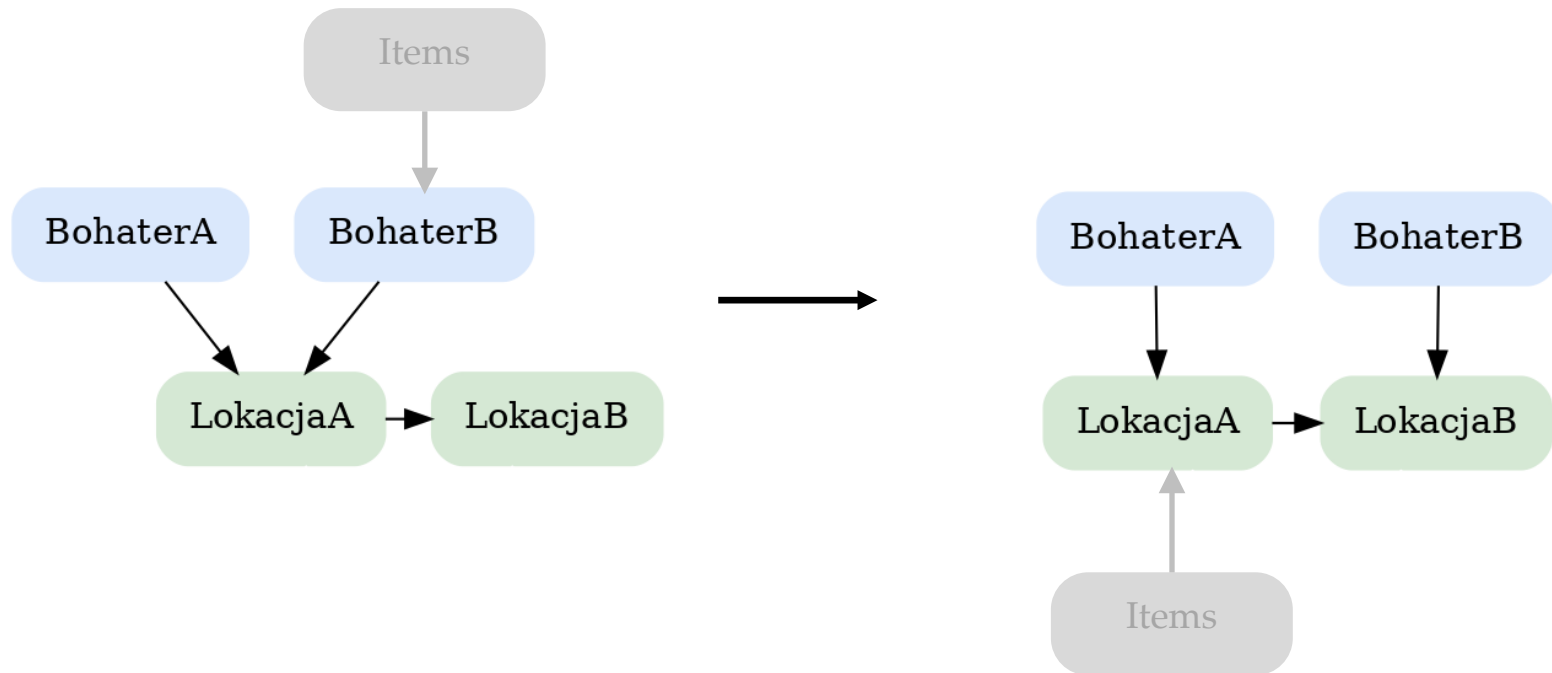 Items
BohaterA
BohaterB
LokacjaA
LokacjaB
BohaterA
BohaterB
LokacjaA
LokacjaB
Items